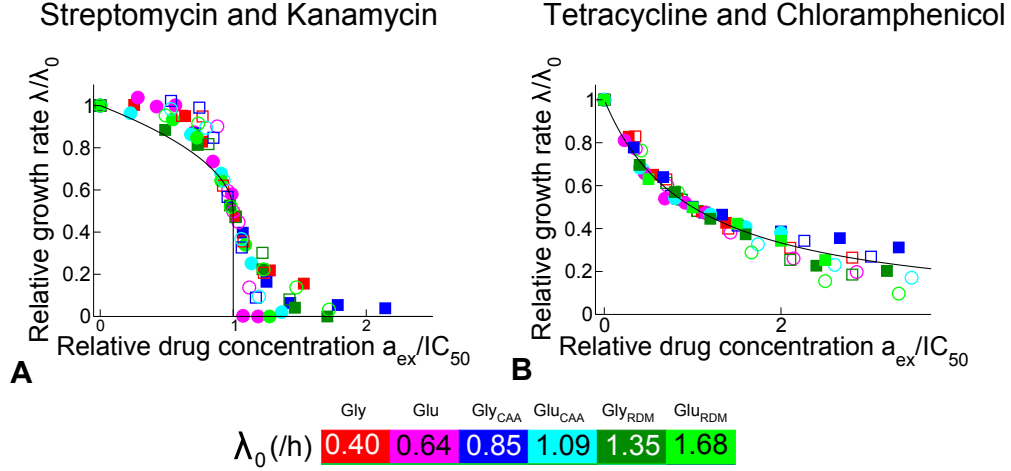 Streptomycin and Kanamycin
Relative growth rate λ/λ0
1
0.8
0.6
0.4
0.2
0
0
1
2
Relative drug concentration aex/IC50
A
Tetracycline and Chloramphenicol
Relative growth rate λ/λ0
1
0.8
0.6
0.4
0.2
0
0
2
Relative drug concentration aex/IC50
B
Gly Glu GlyCAA GluCAA GlyRDM GluRDM
λ0 (/h) 0.40 0.64 0.85 1.09 1.35 1.68